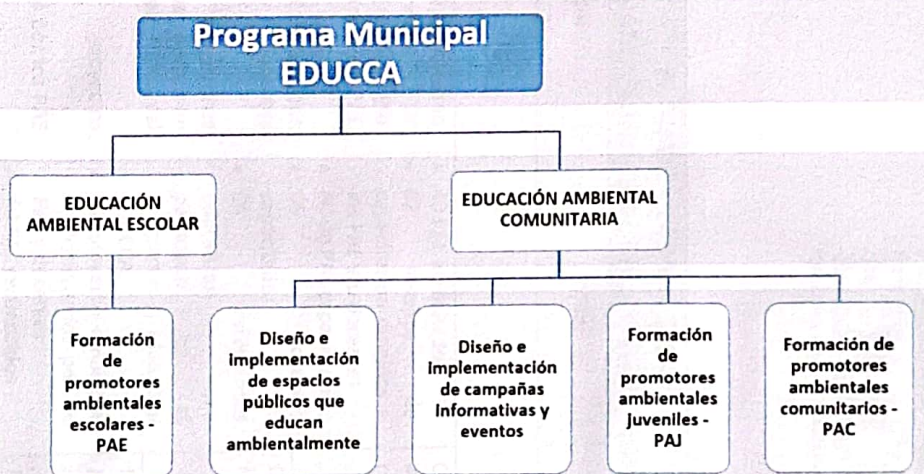 Programa Municipal
EDUCCA
EDUCACIÓN
AMBIENTAL ESCOLAR
EDUCACIÓN AMBIENTAL
COMUNITARIA
Formación
de
promotores
ambientales
escolares -
PAE
Diseño e
implementación
de espacios
públicos que
educan
ambientalmente
Diseño e
implementación
de campañas
informativas y
eventos
Formación
de
promotores
ambientales
juveniles -
PAJ
Formación de
promotores
ambientales
comunitarios -
PAC